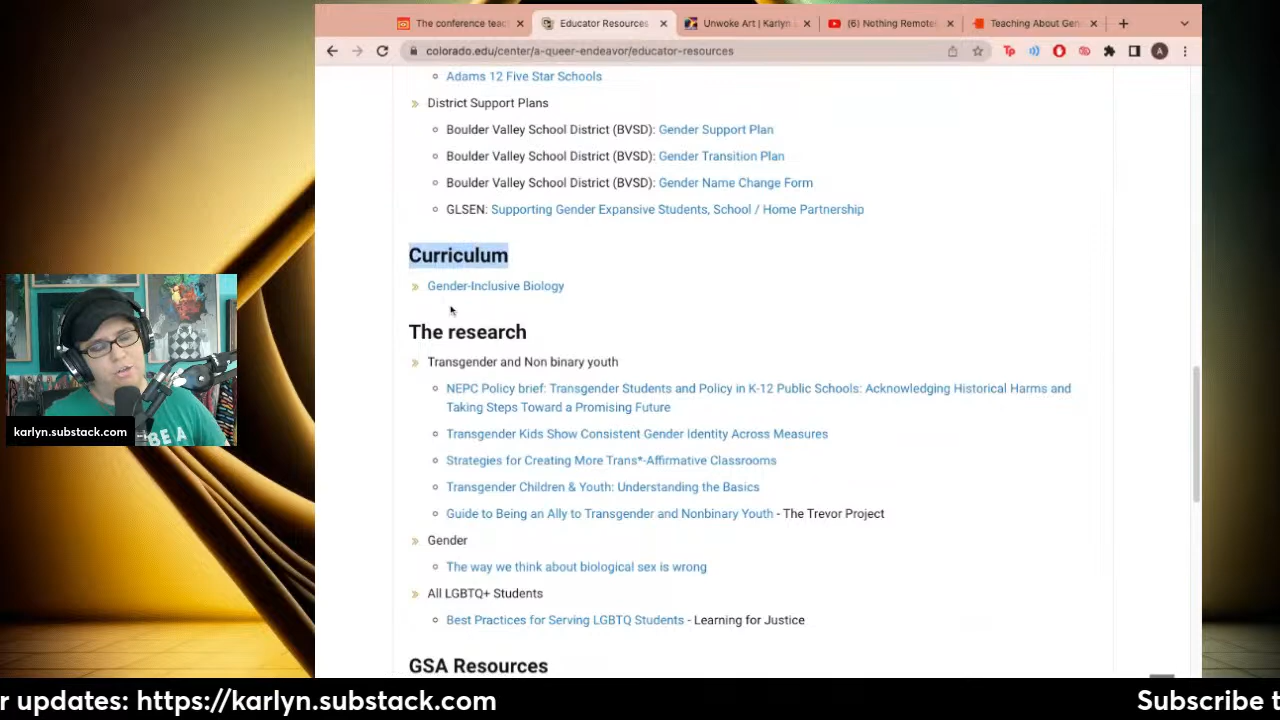 The conference teac
Educator Resources
Unwoke Art | Karlyn
(6) Nothing Remote
Teaching About Gen
colorado.edu/center/a-queer-endeavor/educator-resources
Tp
A
Adams 12 Five Star Schools
District Support Plans
Boulder Valley School District (BVSD): Gender Support Plan
Boulder Valley School District (BVSD): Gender Transition Plan
Boulder Valley School District (BVSD): Gender Name Change Form
GLSEN: Supporting Gender Expansive Students, School / Home Partnership
Curriculum
Gender-Inclusive Biology
The research
Transgender and Non binary youth
NEPC Policy brief: Transgender Students and Policy in K-12 Public Schools: Acknowledging Historical Harms and
Taking Steps Toward a Promising Future
Transgender Kids Show Consistent Gender Identity Across Measures
Strategies for Creating More Trans*-Affirmative Classrooms
Transgender Children & Youth: Understanding the Basics
Guide to Being an Ally to Transgender and Nonbinary Youth - The Trevor Project
Gender
The way we think about biological sex is wrong
All LGBTQ+ Students
Best Practices for Serving LGBTQ Students - Learning for Justice
GSA Resources
BE A
karlyn.substack.com
r updates: https://karlyn.substack.com
Subscribe t